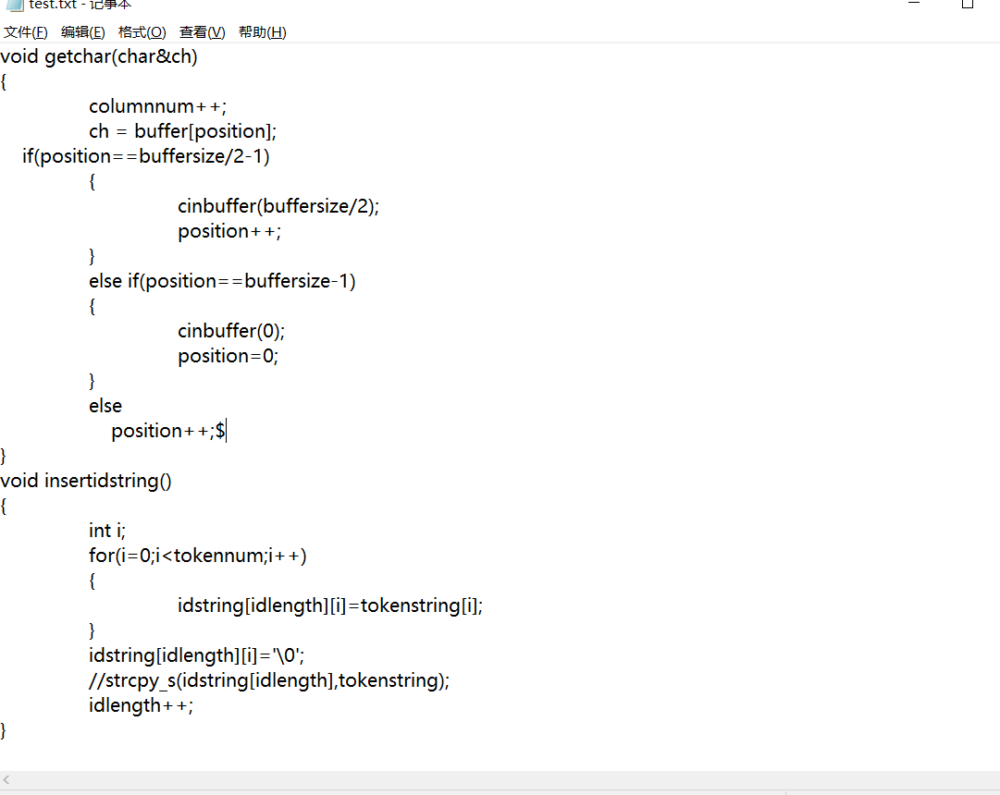 test.txt - 记事本
文件(F) 编辑(E) 格式(O) 查看(V) 帮助(H)
void getchar(char&ch)
{
columnnum++;
ch = buffer[position];
if(position==buffersize/2-1)
{
cinbuffer(buffersize/2);
position++;
}
else if(position==buffersize-1)
{
cinbuffer(0);
position=0;
}
else
position++;$
}
void insertidstring()
{
int i;
for(i=0;i<tokennum;i++)
{
idstring[idlength][i]=tokenstring[i];
}
idstring[idlength][i]='\0';
//strcpy_s(idstring[idlength],tokenstring);
idlength++;
}